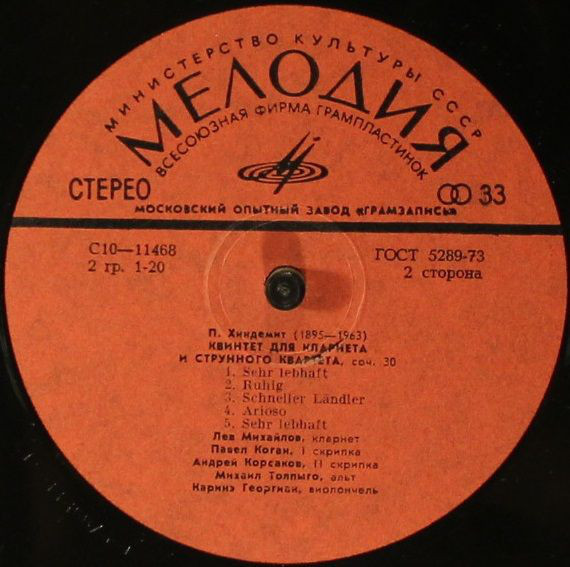 МИНИСТЕРСТВО КУЛЬТУРЫ СССР
МЕЛОДИЯ
ВСЕСОЮЗНАЯ ФИРМА ГРАМПЛАСТИНОК
СТЕРЕО
33
МОСКОВСКИЙ ОПЫТНЫЙ ЗАВОД «ГРАМЗАПИСЬ»
С10—11468
ГОСТ 5289-73
2 гр. 1-20
2 сторона
П. Хиндемит (1895—1963)
КВИНТЕТ ДЛЯ КЛАРНЕТА
И СТРУННОГО КВАРТЕТА, соч. 30
1. Sehr lebhaft
2. Ruhig
3. Schneller Ländler
4. Arioso
5. Sehr lebhaft
Лев Михайлов, кларнет
Павел Коган, I скрипка
Андрей Корсаков, II скрипка
Михаил Толпыго, альт
Каринэ Георгиан, виолончель